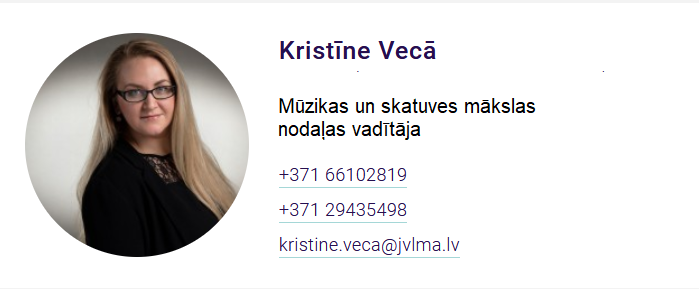 Kristīne Vecā
Mūzikas un skatuves mākslas
nodaļas vadītāja
+371 66102819
+371 29435498
kristine.veca@jvlma.lv